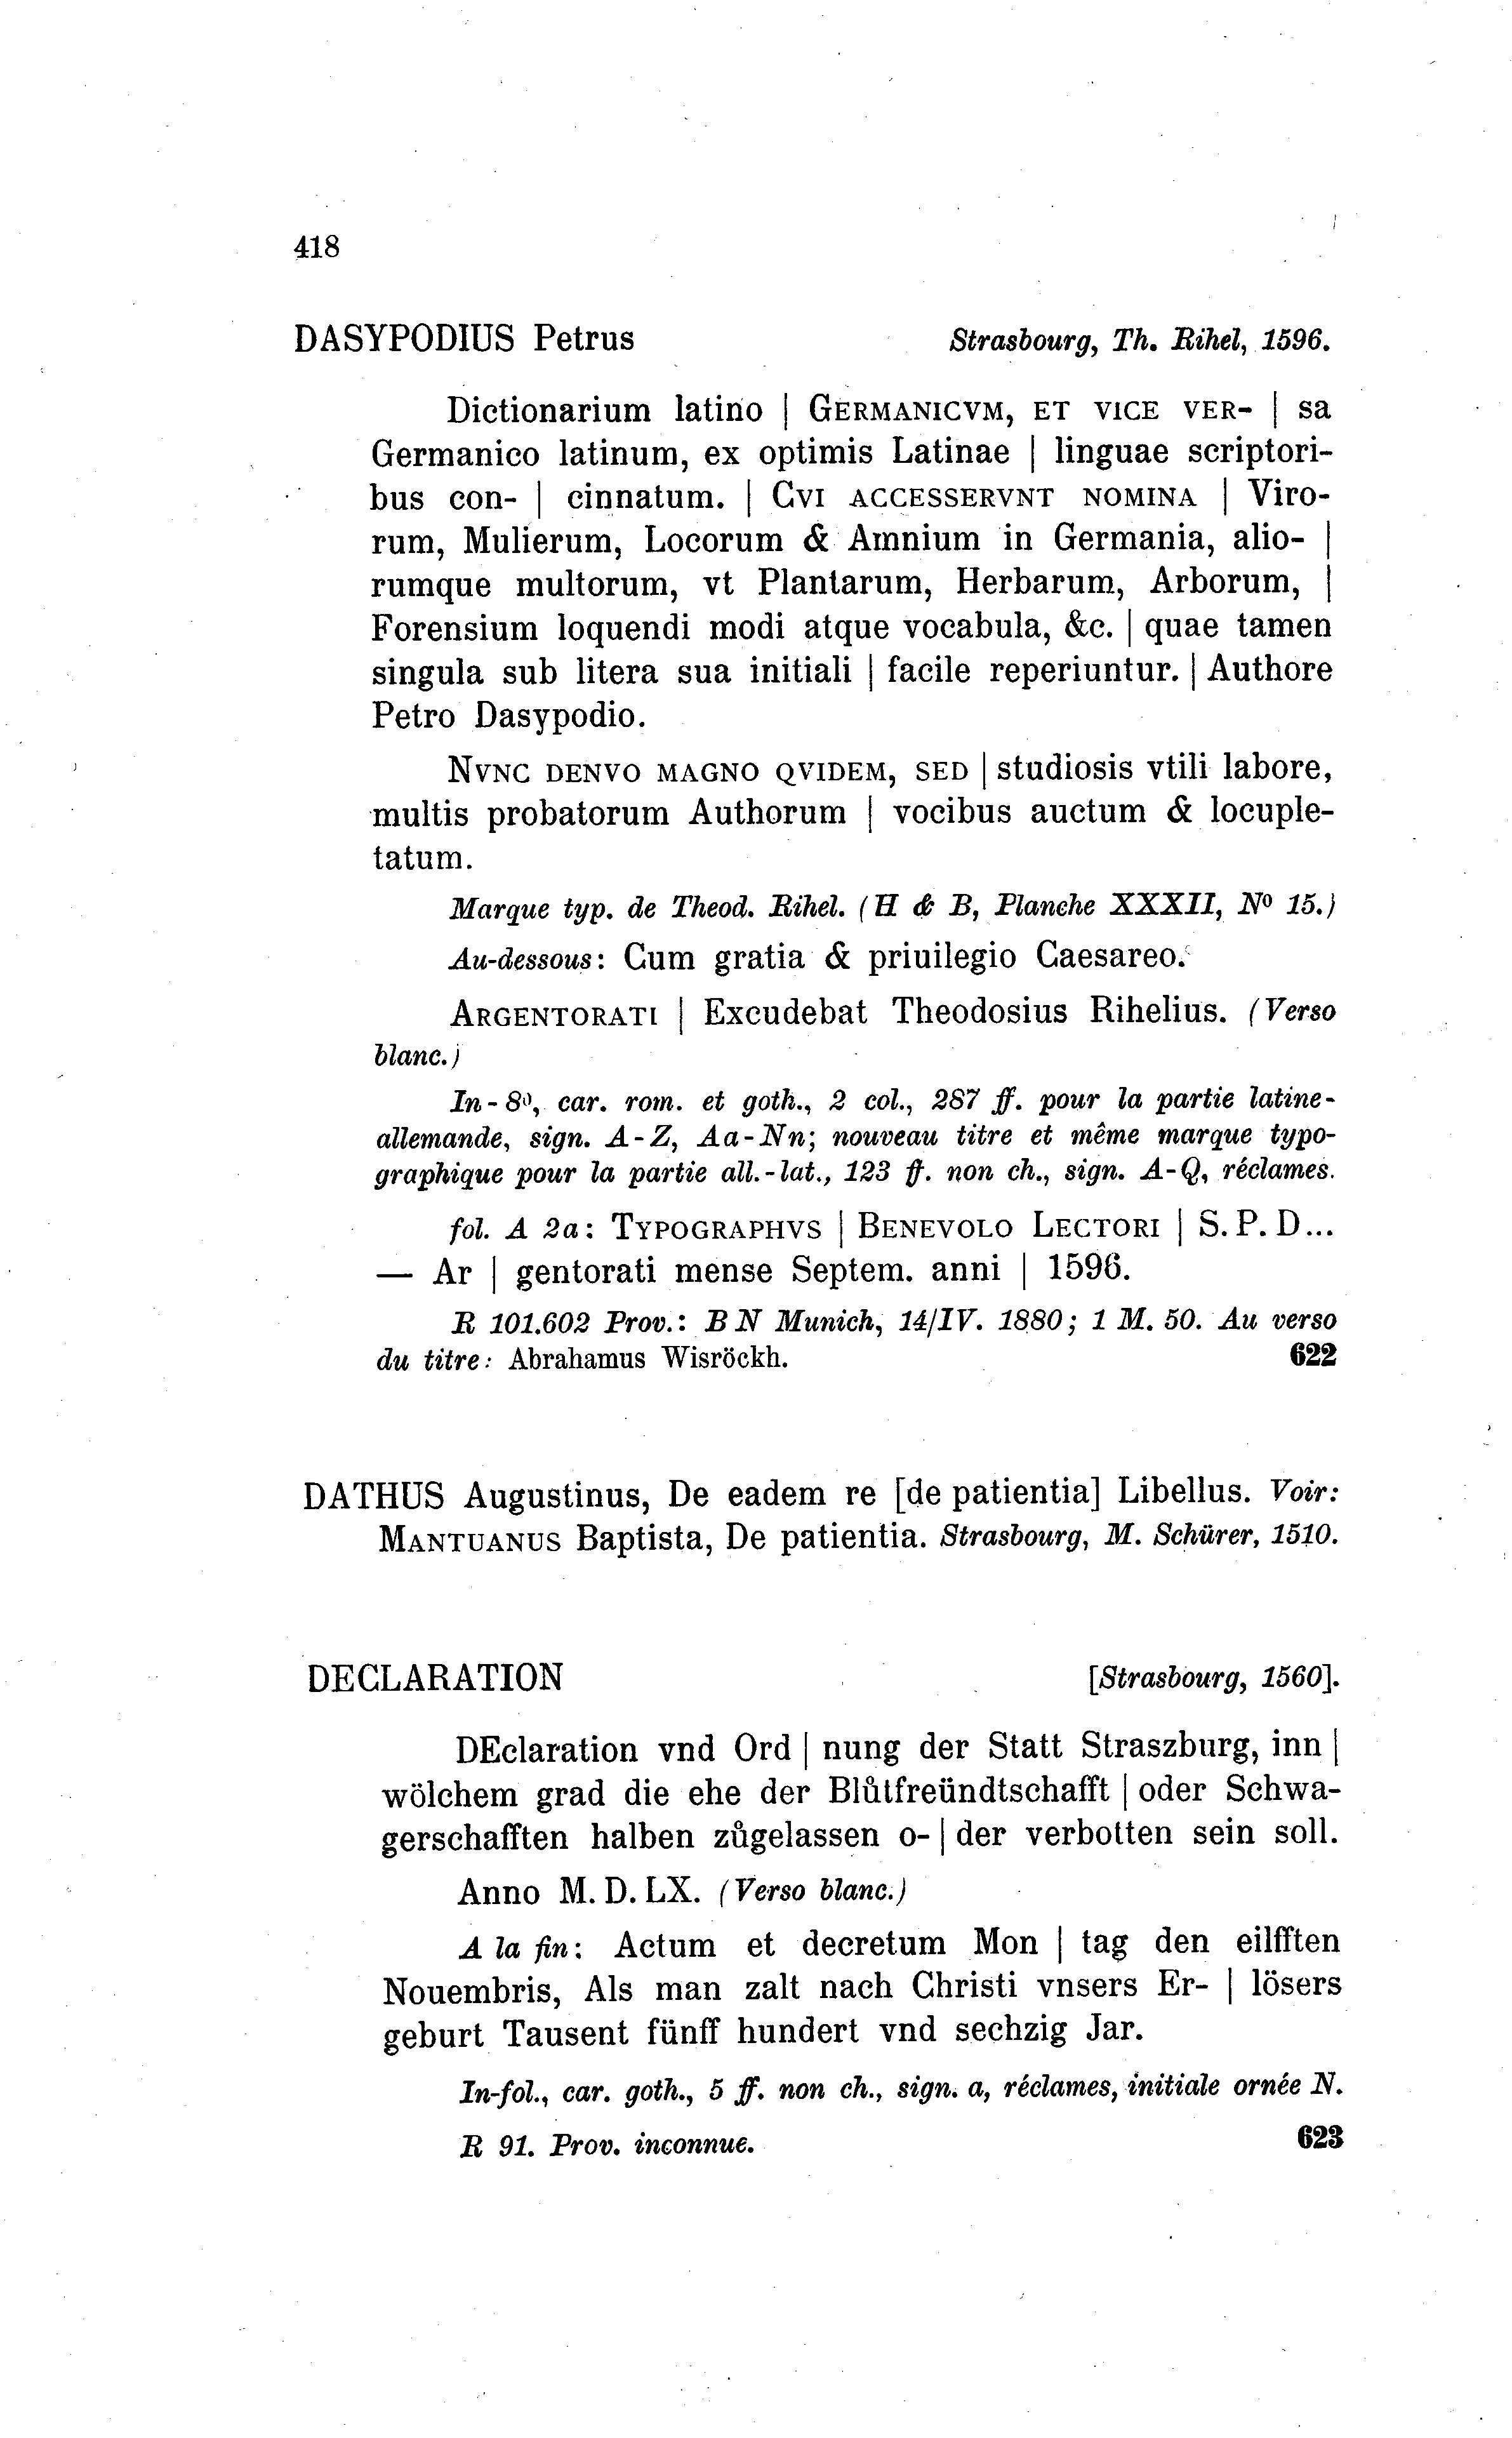 418
DASYPODIUS Petrus Strasbourg, Th. Rihel, 1596.
Dictionarium latino | GERMANICVM, ET VICE VER- | sa
Germanico latinum, ex optimis Latinae | linguae scriptori-
bus con- | cinnatum. | CVI ACCESSERVNT NOMINA | Viro-
rum, Mulierum, Locorum & Amnium in Germania, alio- |
rumque multorum, vt Plantarum, Herbarum, Arborum, |
Forensium loquendi modi atque vocabula, &c. | quae tamen
singula sub litera sua initiali | facile reperiuntur. | Authore
Petro Dasypodio.
NVNC DENVO MAGNO QVIDEM, SED | studiosis vtili labore,
multis probatorum Authorum | vocibus auctum & locuple-
tatum.
Marque typ. de Theod. Rihel. (H & B, Planche XXXII, Nº 15.)
Au-dessous: Cum gratia & priuilegio Caesareo.
ARGENTORATI | Excudebat Theodosius Rihelius. (Verso
blanc.)
In-8º, car. rom. et goth., 2 col., 287 ff. pour la partie latine-
allemande, sign. A-Z, Aa-Nn; nouveau titre et même marque typo-
graphique pour la partie all.-lat., 123 ff. non ch., sign. A-Q, réclames.
fol. A 2a: TYPOGRAPHVS | BENEVOLO LECTORI | S. P. D...
— Ar | gentorati mense Septem. anni | 1596.
R 101.602 Prov.: B N Munich, 14/IV. 1880; 1 M. 50. Au verso
du titre: Abrahamus Wisröckh. 622
DATHUS Augustinus, De eadem re [de patientia] Libellus. Voir:
MANTUANUS Baptista, De patientia. Strasbourg, M. Schürer, 1510.
DECLARATION [Strasbourg, 1560].
DEclaration vnd Ord | nung der Statt Straszburg, inn |
wölchem grad die ehe der Blůtfreündtschafft | oder Schwa-
gerschafften halben zůgelassen o- | der verbotten sein soll.
Anno M. D. LX. (Verso blanc.)
A la fin: Actum et decretum Mon | tag den eilfften
Nouembris, Als man zalt nach Christi vnsers Er- | lösers
geburt Tausent fünff hundert vnd sechzig Jar.
In-fol., car. goth., 5 ff. non ch., sign. a, réclames, initiale ornée N.
R 91. Prov. inconnue. 623